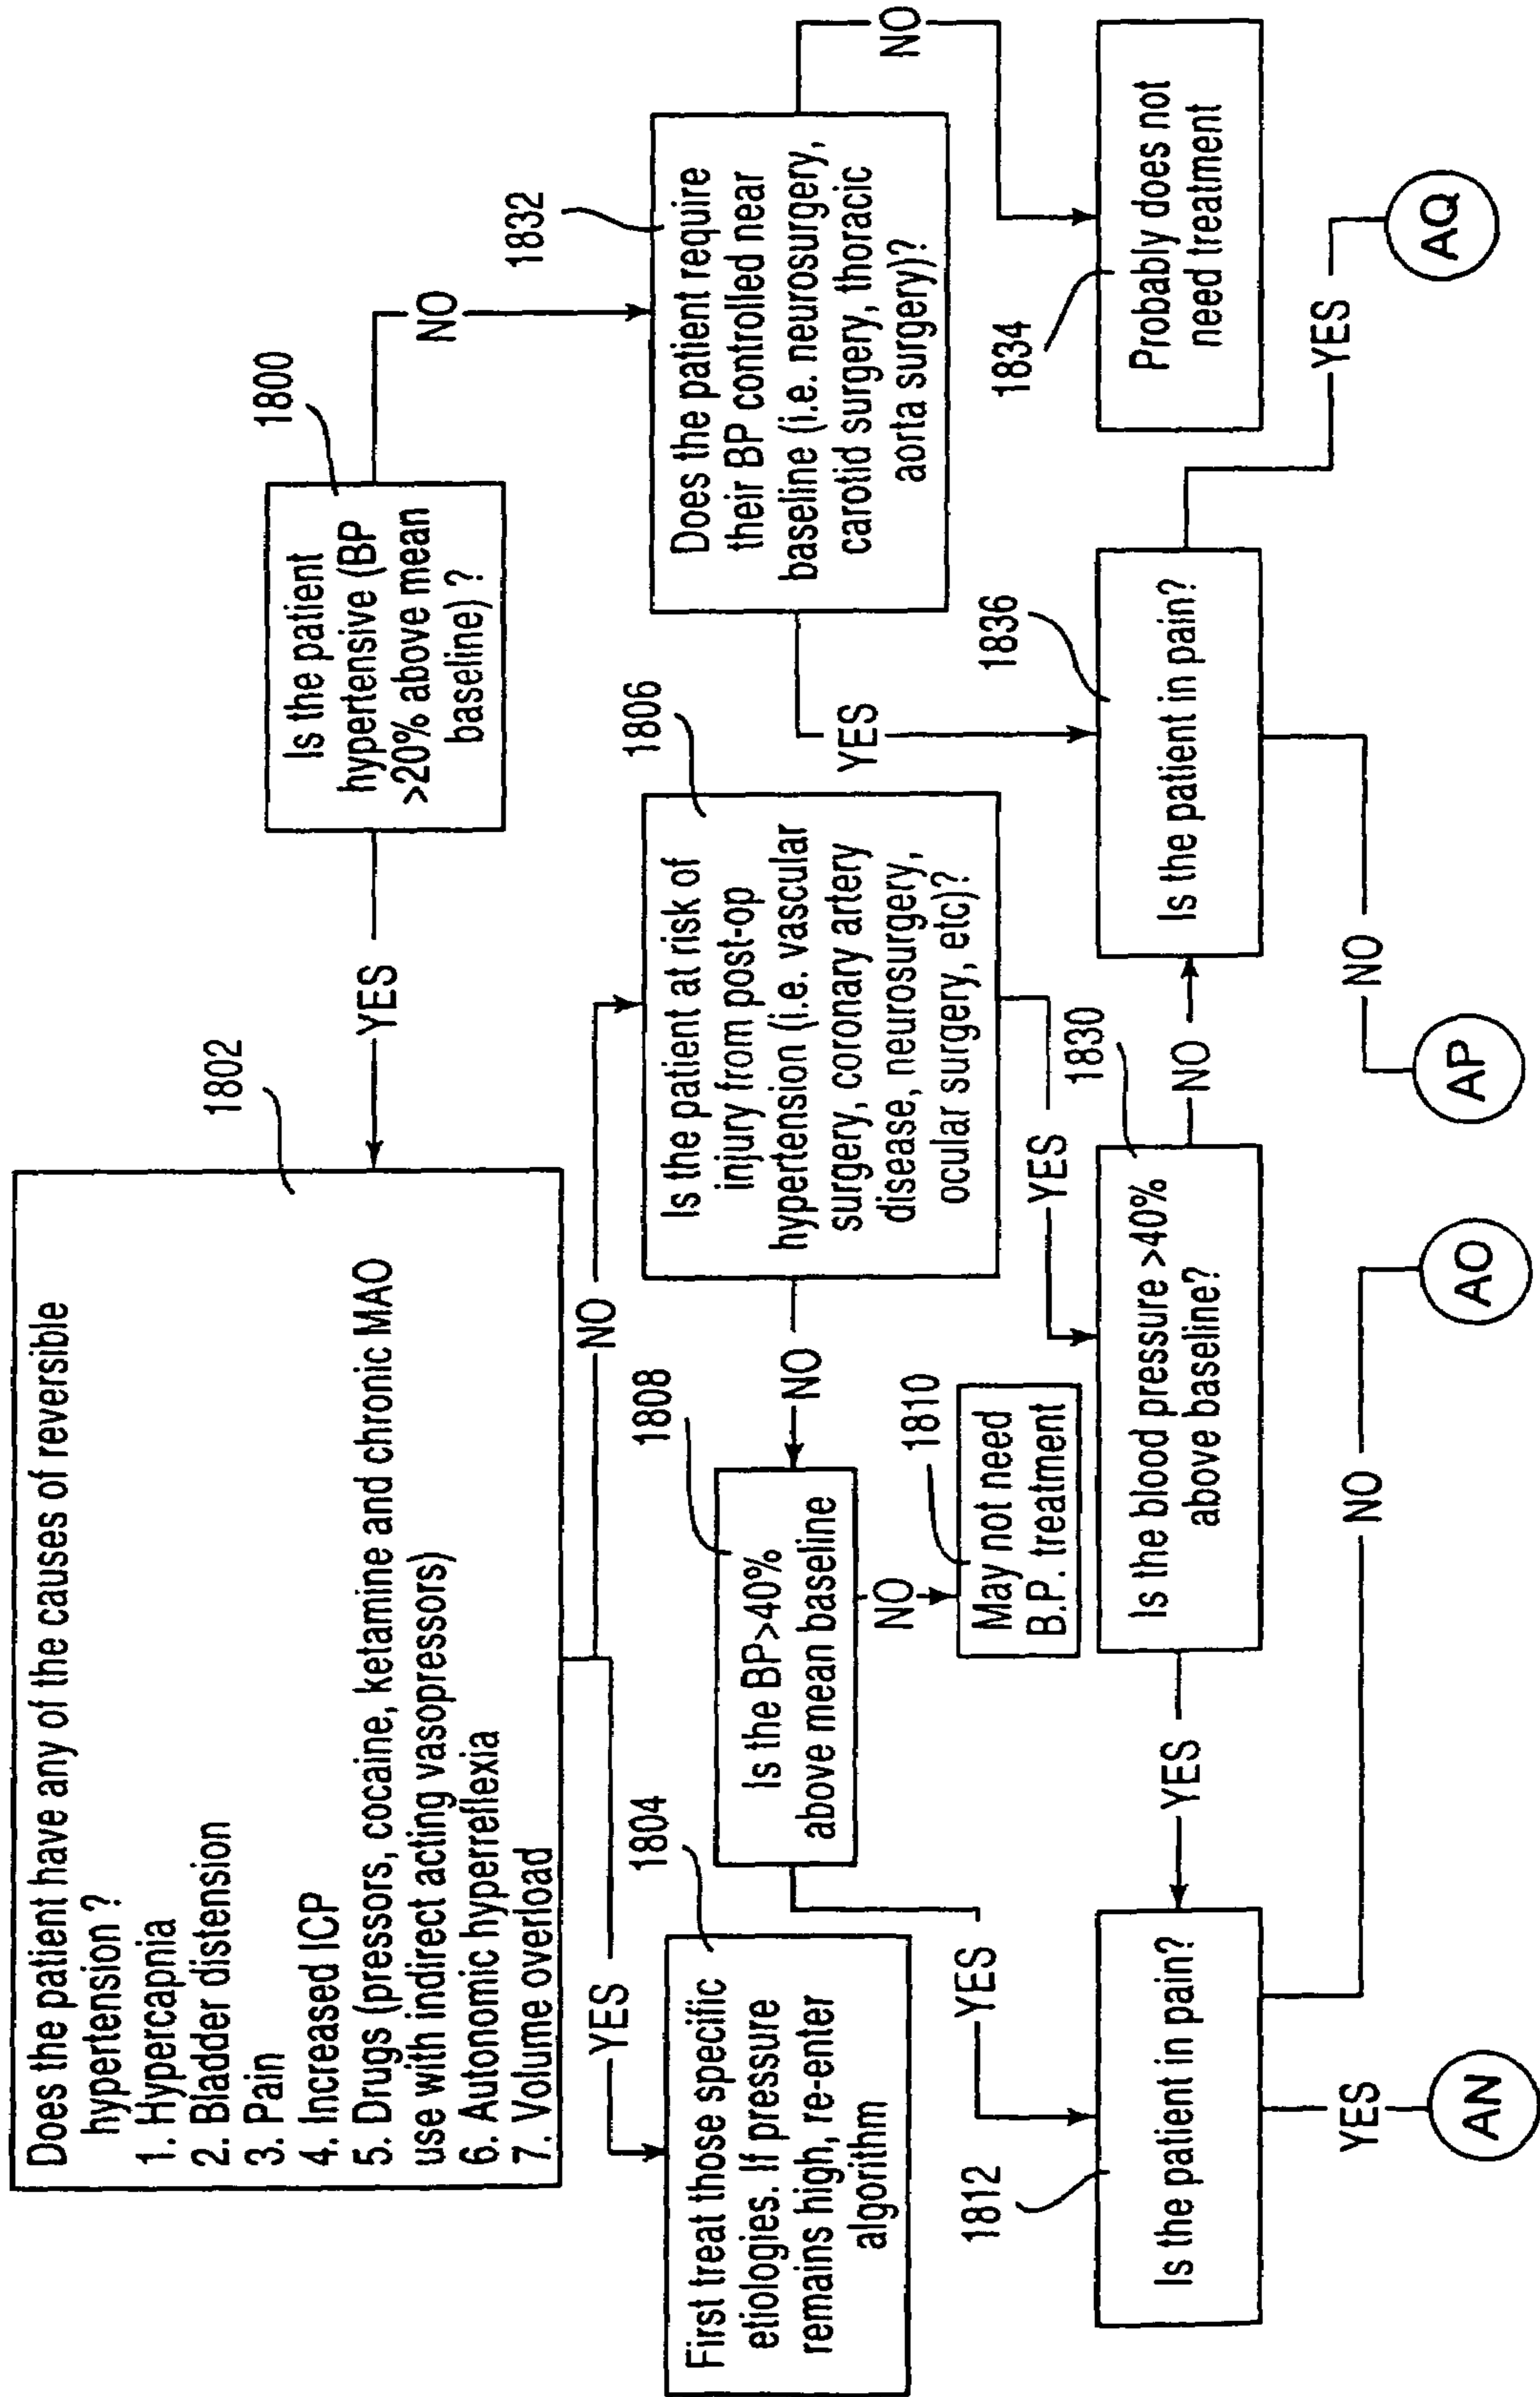 1800
Is the patient
hypertensive (BP
>20% above mean
baselinе) ?
YES
NO
1802
Does the patient have any of the causes of reversible
hypertension ?
1. Hypercapnia
2. Bladder distension
3. Pain
4. Increased ICP
5. Drugs (pressors, cocaine, ketamine and chronic MAO
use with indirect acting vasopressors)
6. Autonomic hyperreflexia
7. Volume overload
YES
NO
1804
First treat those specific
etiologies. If pressure
remains high, re-enter
algorithm
1806
Is the patient at risk of
injury from post-op
hypertension (i.e. vascular
surgery, coronary artery
disease, neurosurgery,
ocular surgery, etc)?
NO
YES
1808
Is the BP>40%
above mean baseline
YES
NO
1810
May not need
B.P. treatment
1832
Does the patient require
their BP controlled near
baseline (i.e. neurosurgery,
carotid surgery, thoracic
aorta surgery)?
YES
NO
1834
Probably does not
need treatment
1812
Is the patient in pain?
YES
NO
1830
Is the blood pressure >40%
above baseline?
YES
NO
1836
Is the patient in pain?
NO
YES
AN
AO
AP
AQ